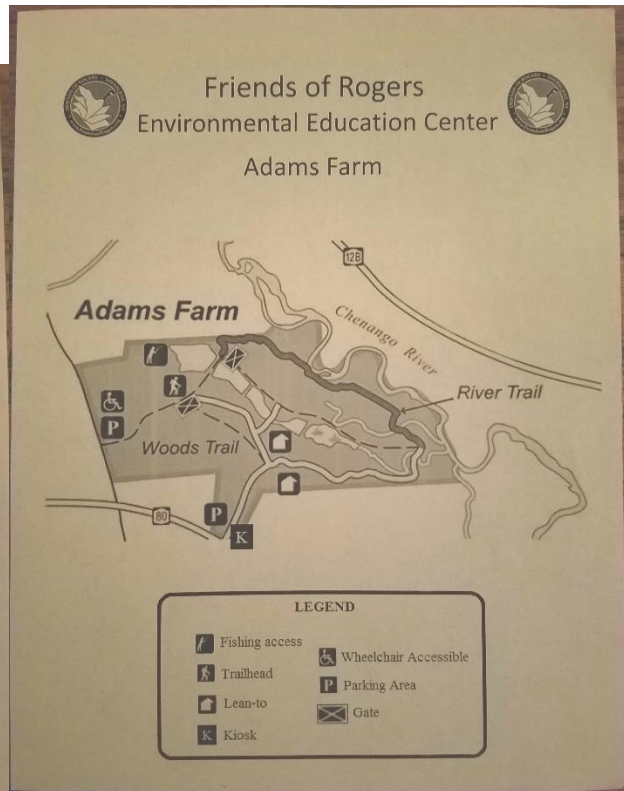 Friends of Rogers
Environmental Education Center
Adams Farm
12B
Adams Farm
Chenango River
River Trail
P
Woods Trail
80
P
K
LEGEND
Fishing access
Trailhead
Lean-to
K Kiosk
Wheelchair Accessible
P Parking Area
Gate